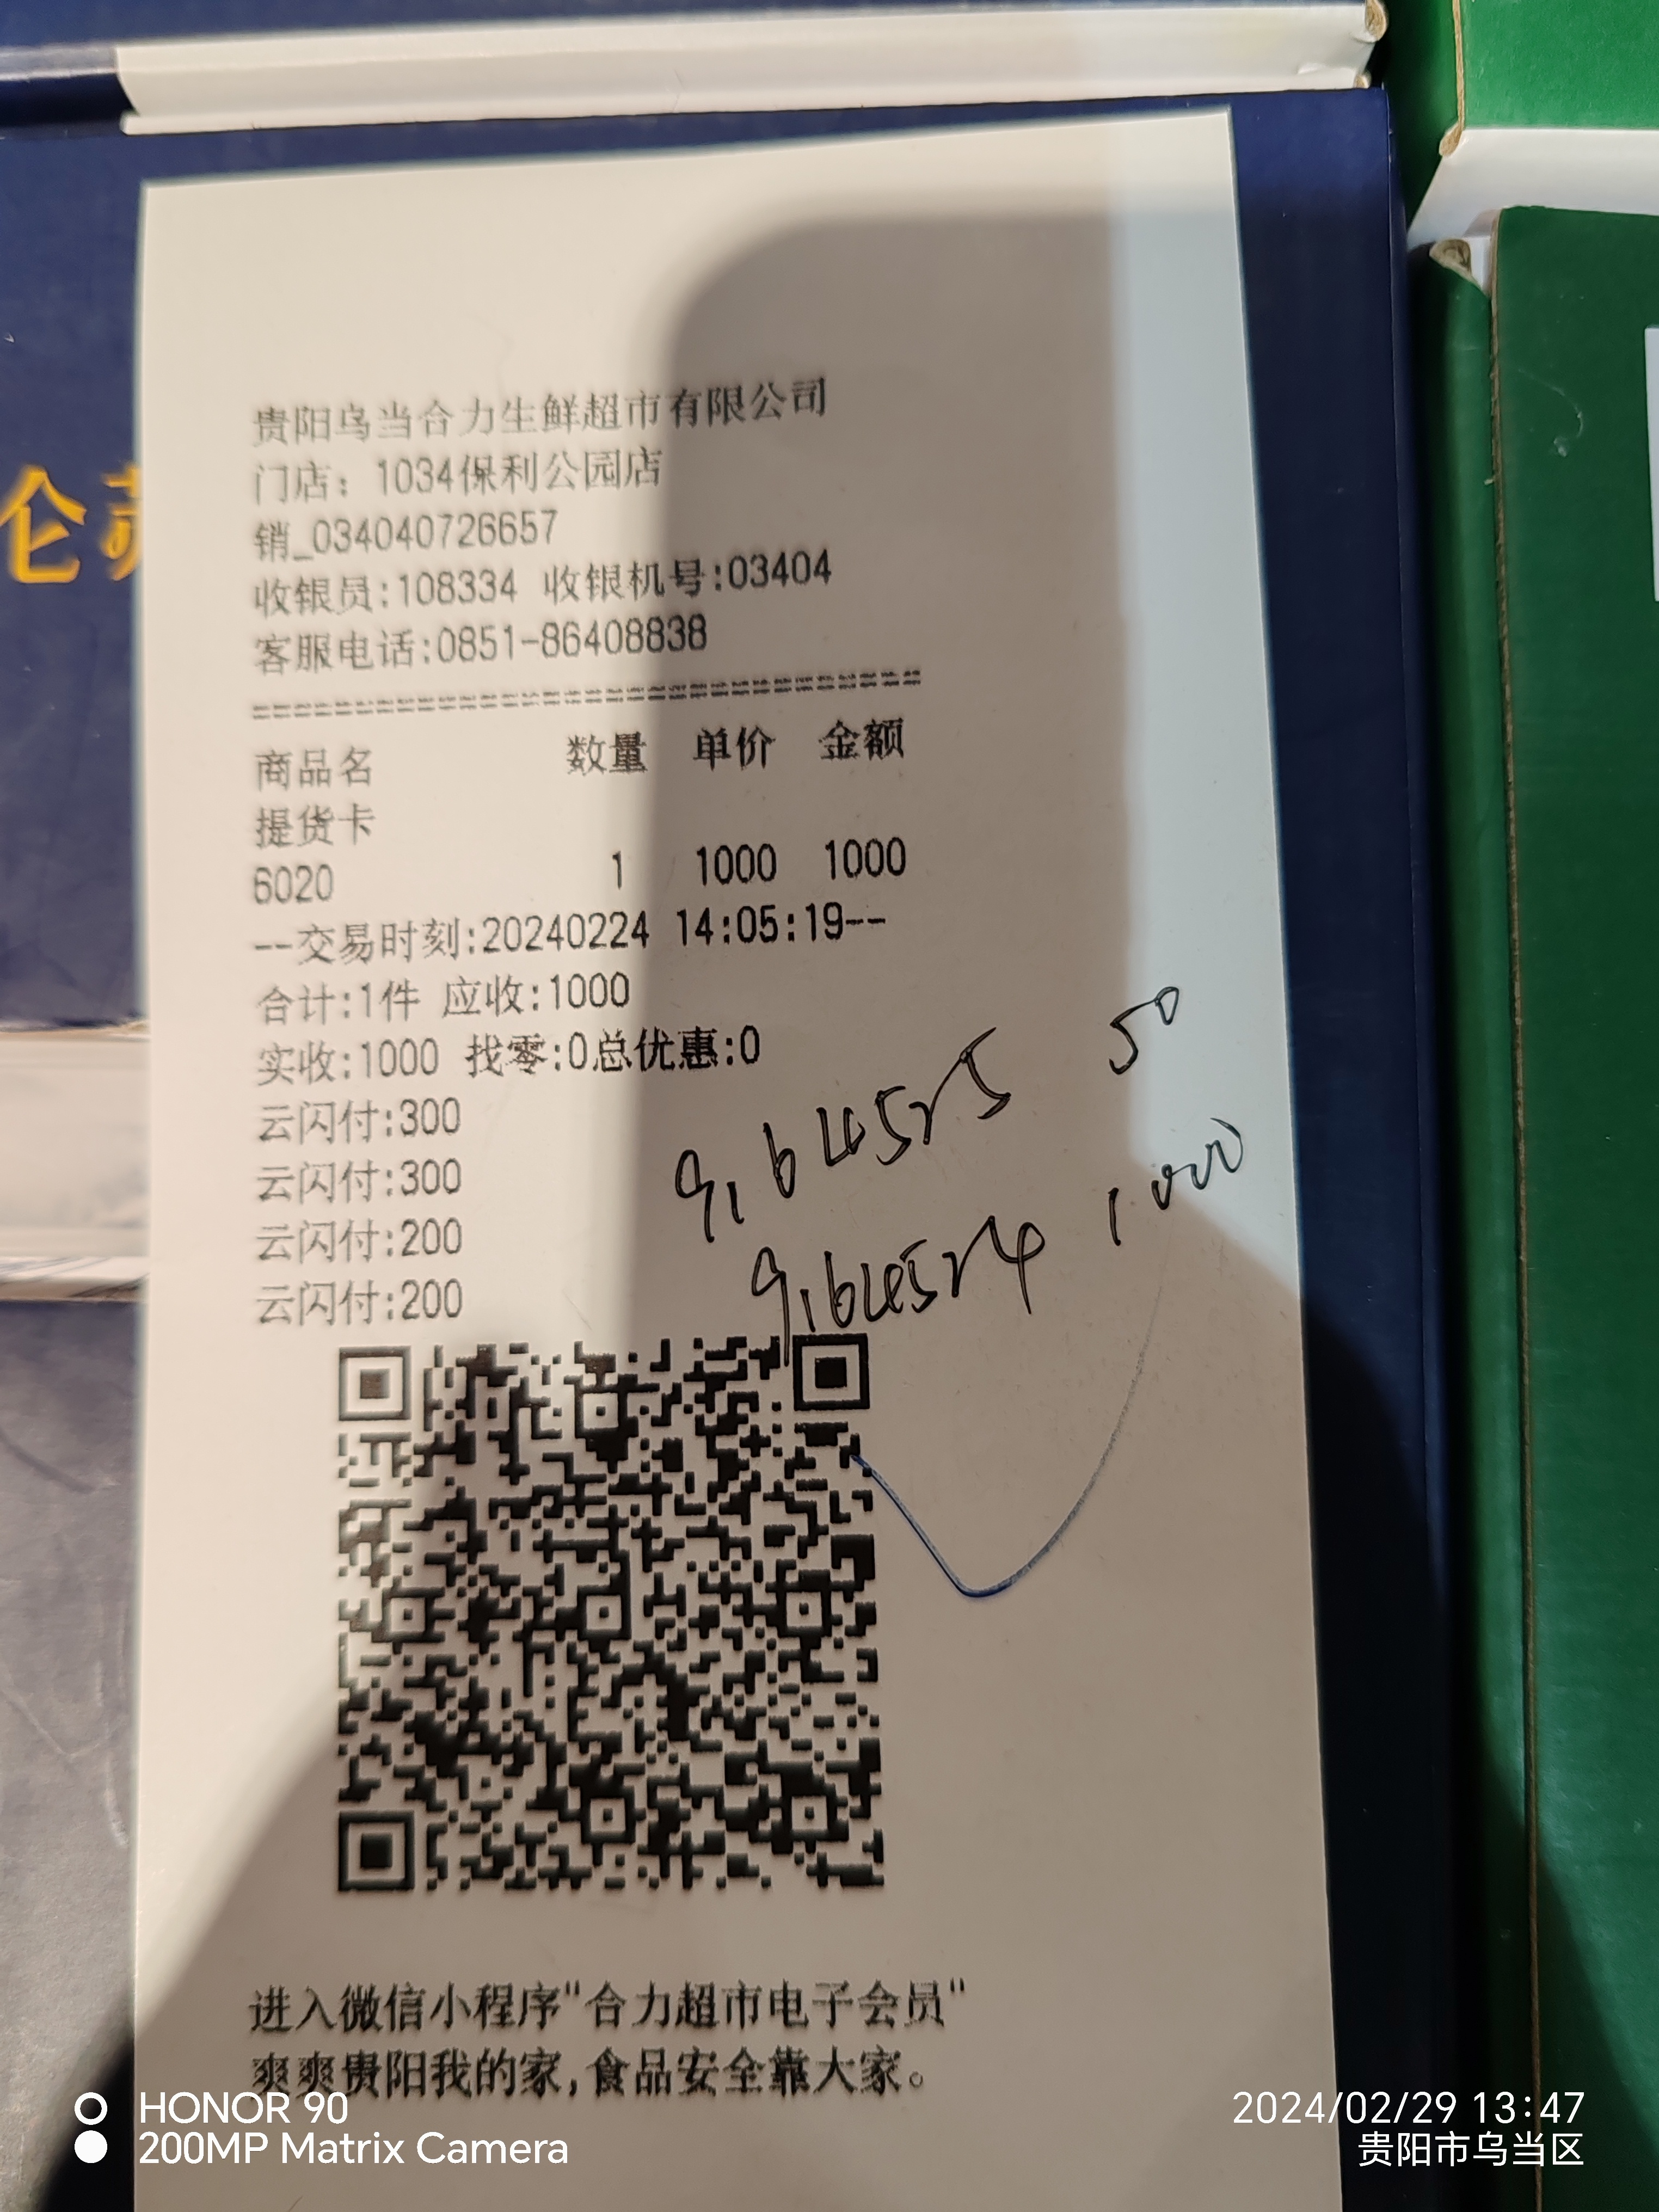 贵阳乌当合力生鲜超市有限公司
门店：1034保利公园店
销_034040726657
收银员:108334 收银机号:03404
客服电话:0851-86408838
商品名 数量 单价 金额
提货卡
6020 1 1000 1000
--交易时刻:20240224 14:05:19--
合计:1件 应收:1000
实收:1000 找零:0总优惠:0
云闪付:300
云闪付:300
云闪付:200
云闪付:200
50
1000
进入微信小程序"合力超市电子会员"
爽爽贵阳我的家,食品安全靠大家。
仑
HONOR 90
200MP Matrix Camera
2024/02/29 13:47
贵阳市乌当区